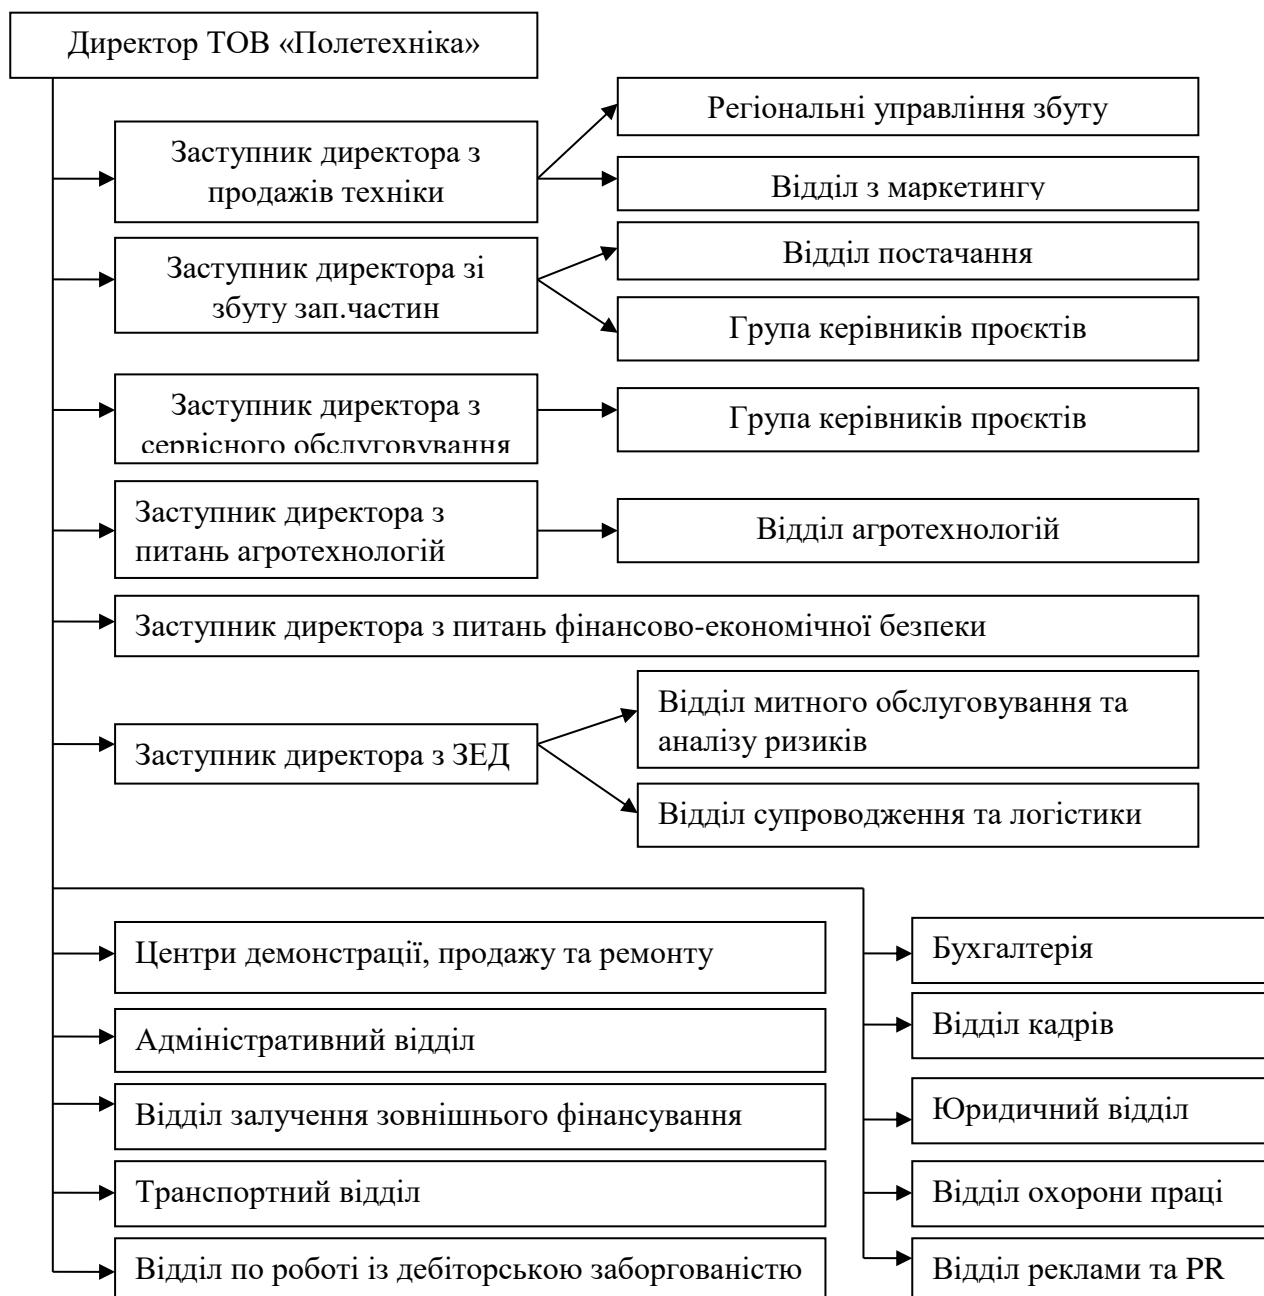 Директор ТОВ «Полетехніка»
Заступник директора з
продажів техніки
Регіональні управління збуту
Відділ з маркетингу
Заступник директора зі
збуту зап.частин
Відділ постачання
Група керівників проєктів
Заступник директора з
сервісного обслуговування
Група керівників проєктів
Заступник директора з
питань агротехнологій
Відділ агротехнологій
Заступник директора з питань фінансово-економічної безпеки
Заступник директора з ЗЕД
Відділ митного обслуговування та
аналізу ризиків
Відділ супроводження та логістики
Центри демонстрації, продажу та ремонту
Адміністративний відділ
Відділ залучення зовнішнього фінансування
Транспортний відділ
Відділ по роботі із дебіторською заборгованістю
Бухгалтерія
Відділ кадрів
Юридичний відділ
Відділ охорони праці
Відділ реклами та PR